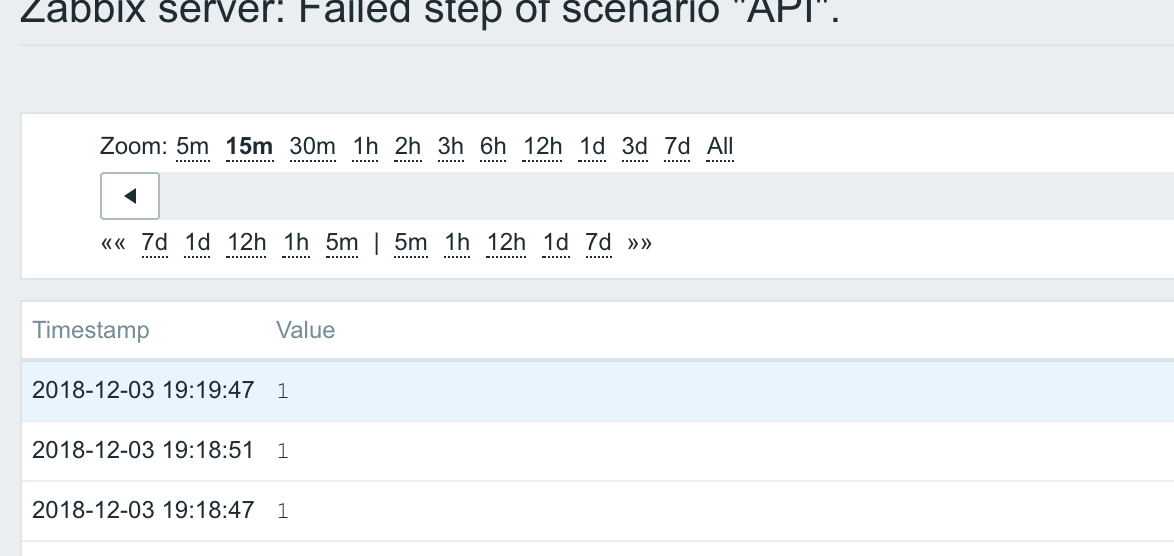 Zabbix server: Failed step of scenario "API".
Zoom: 5m 15m 30m 1h 2h 3h 6h 12h 1d 3d 7d All
«« 7d 1d 12h 1h 5m | 5m 1h 12h 1d 7d »»
Timestamp Value
2018-12-03 19:19:47 1
2018-12-03 19:18:51 1
2018-12-03 19:18:47 1